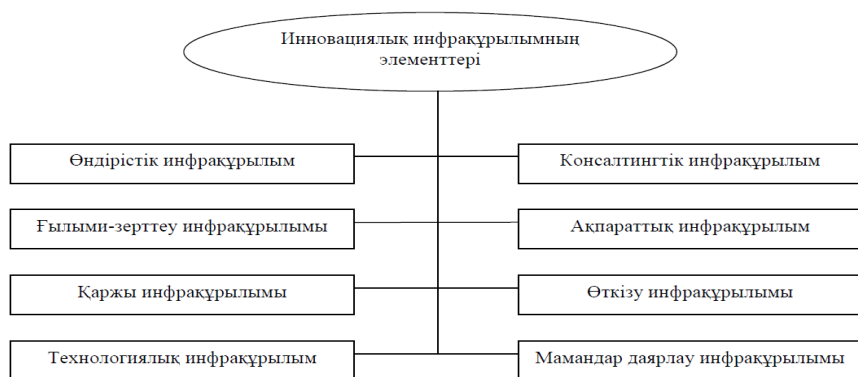 Инновациялық инфрақұрылымның
элементтері
Өндірістік инфрақұрылым
Консалтингтік инфрақұрылым
Ғылыми-зерттеу инфрақұрылымы
Ақпараттық инфрақұрылым
Қаржы инфрақұрылымы
Өткізу инфрақұрылымы
Технологиялық инфрақұрылым
Мамандар даярлау инфрақұрылымы